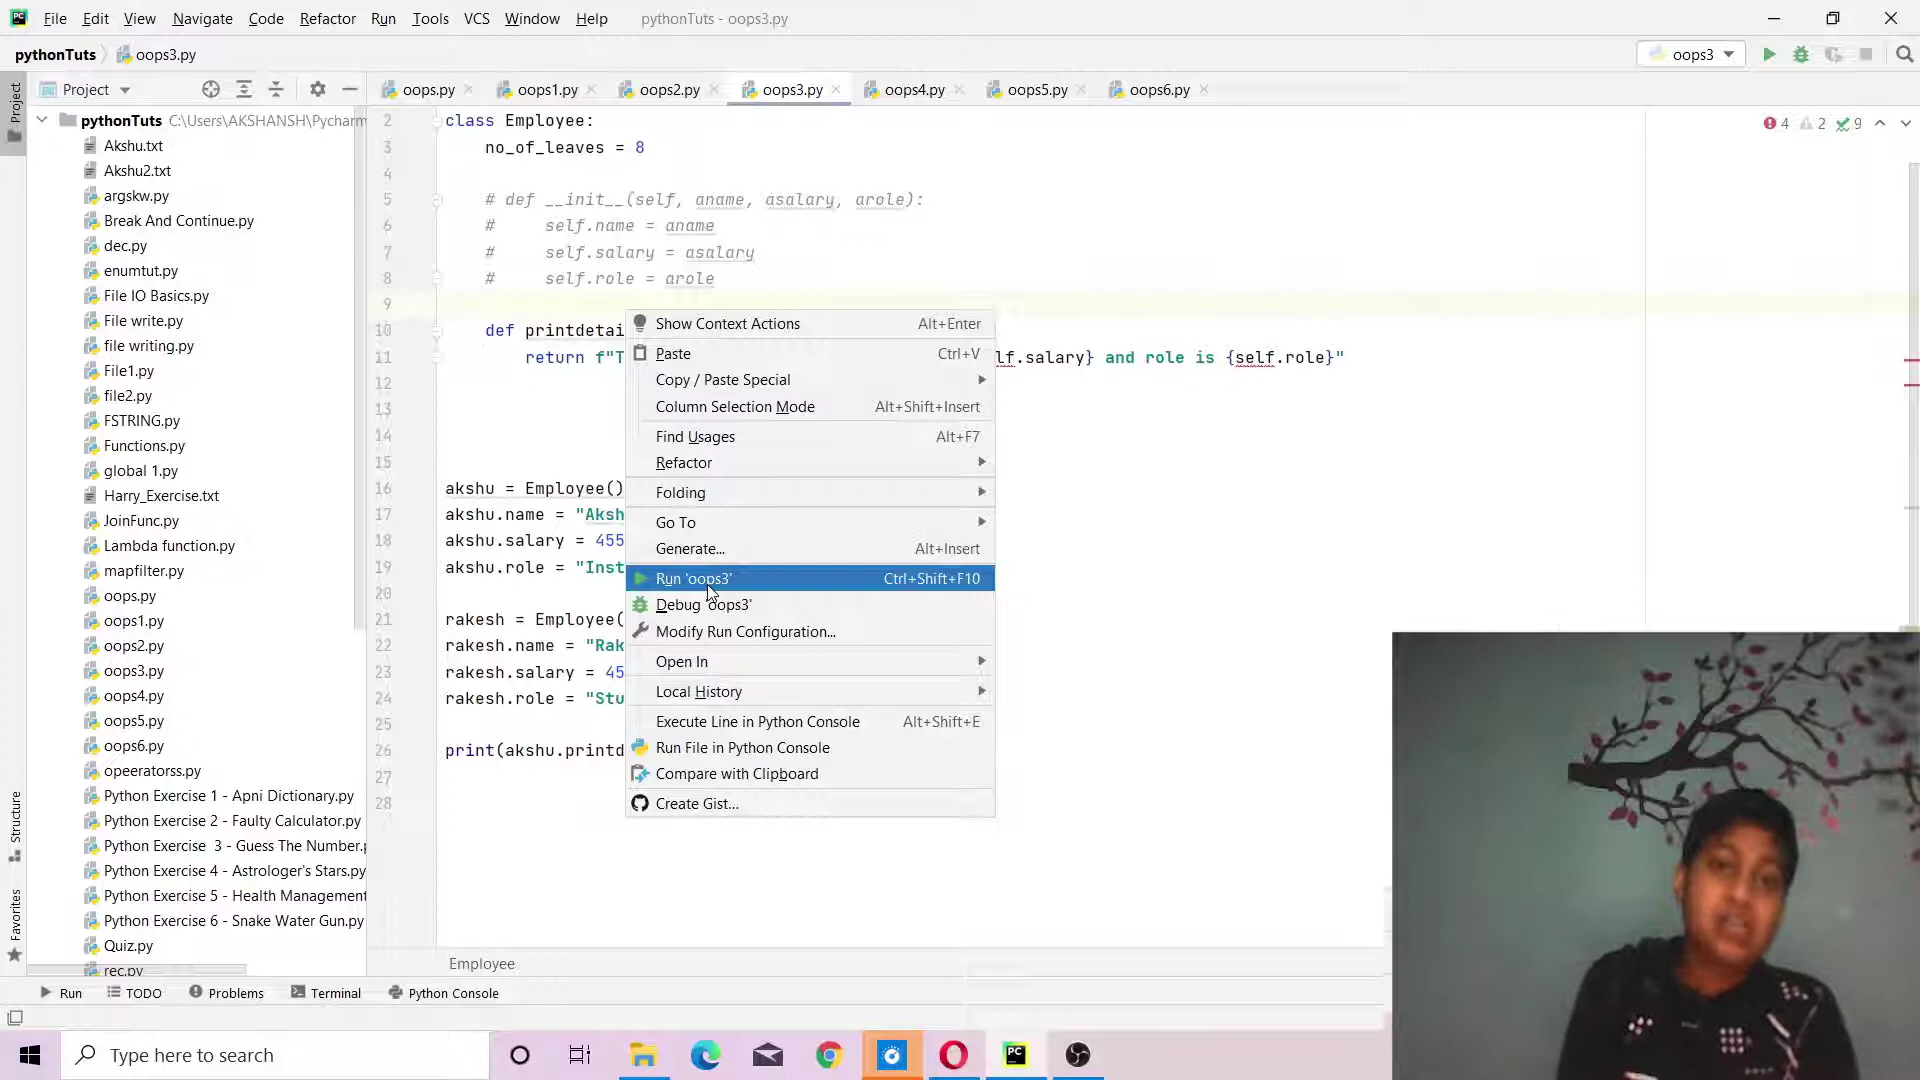 File Edit View Navigate Code Refactor Run Tools VCS Window Help pythonTuts - oops3.py
pythonTuts oops3.py oops3
Project oops.py oops1.py oops2.py oops3.py oops4.py oops5.py oops6.py
Project
Structure
Favorites
pythonTuts C:\Users\AKSHANSH\Pycharm
Akshu.txt
Akshu2.txt
argskw.py
Break And Continue.py
dec.py
enumtut.py
File IO Basics.py
File write.py
file writing.py
File1.py
file2.py
FSTRING.py
Functions.py
global 1.py
Harry_Exercise.txt
JoinFunc.py
Lambda function.py
mapfilter.py
oops.py
oops1.py
oops2.py
oops3.py
oops4.py
oops5.py
oops6.py
opeeratorss.py
Python Exercise 1 - Apni Dictionary.py
Python Exercise 2 - Faulty Calculator.py
Python Exercise  3 - Guess The Number.p
Python Exercise 4 - Astrologer's Stars.py
Python Exercise 5 - Health Management
Python Exercise 6 - Snake Water Gun.py
Quiz.py
rec.py
4 2 9
2 class Employee:
3 no_of_leaves = 8
4
5 # def __init__(self, aname, asalary, arole):
6 # self.name = aname
7 # self.salary = asalary
8 # self.role = arole
9
10 def printdetai
11 return f"T lf.salary} and role is {self.role}"
12
13
14
15
16 akshu = Employee()
17 akshu.name = "Aksh
18 akshu.salary = 455
19 akshu.role = "Inst
20
21 rakesh = Employee(
22 rakesh.name = "Rak
23 rakesh.salary = 45
24 rakesh.role = "Stu
25
26 print(akshu.printd
27
28
Show Context Actions Alt+Enter
Paste Ctrl+V
Copy / Paste Special
Column Selection Mode Alt+Shift+Insert
Find Usages Alt+F7
Refactor
Folding
Go To
Generate... Alt+Insert
Run 'oops3' Ctrl+Shift+F10
Debug 'oops3'
Modify Run Configuration...
Open In
Local History
Execute Line in Python Console Alt+Shift+E
Run File in Python Console
Compare with Clipboard
Create Gist...
Employee
Run TODO Problems Terminal Python Console
Type here to search
PC